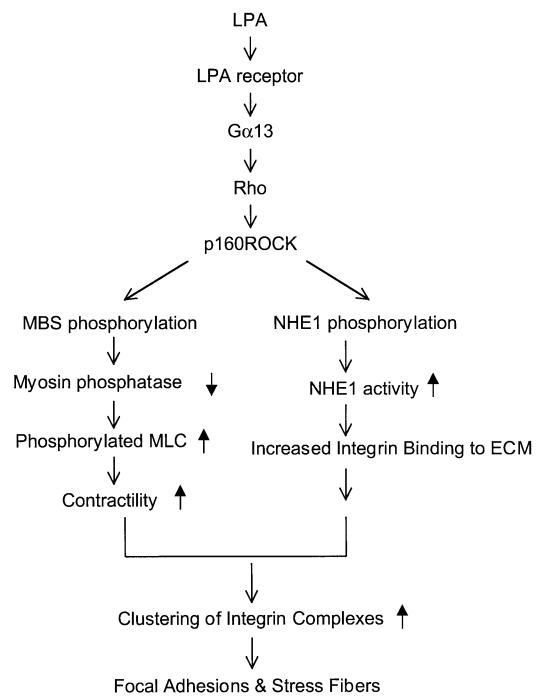 LPA
LPA receptor
Gα13
Rho
p160ROCK
MBS phosphorylation
NHE1 phosphorylation
Myosin phosphatase
NHE1 activity
Phosphorylated MLC
Increased Integrin Binding to ECM
Contractility
Clustering of Integrin Complexes
Focal Adhesions & Stress Fibers